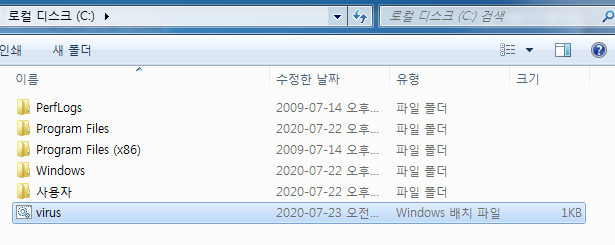 로컬 디스크 (C:) 로컬 디스크 (C:) 검색
인쇄 새 폴더
이름 수정한 날짜 유형 크기
PerfLogs 2009-07-14 오후... 파일 폴더
Program Files 2020-07-22 오후... 파일 폴더
Program Files (x86) 2009-07-14 오후... 파일 폴더
Windows 2020-07-22 오후... 파일 폴더
사용자 2020-07-22 오후... 파일 폴더
virus 2020-07-23 오전... Windows 배치 파일 1KB